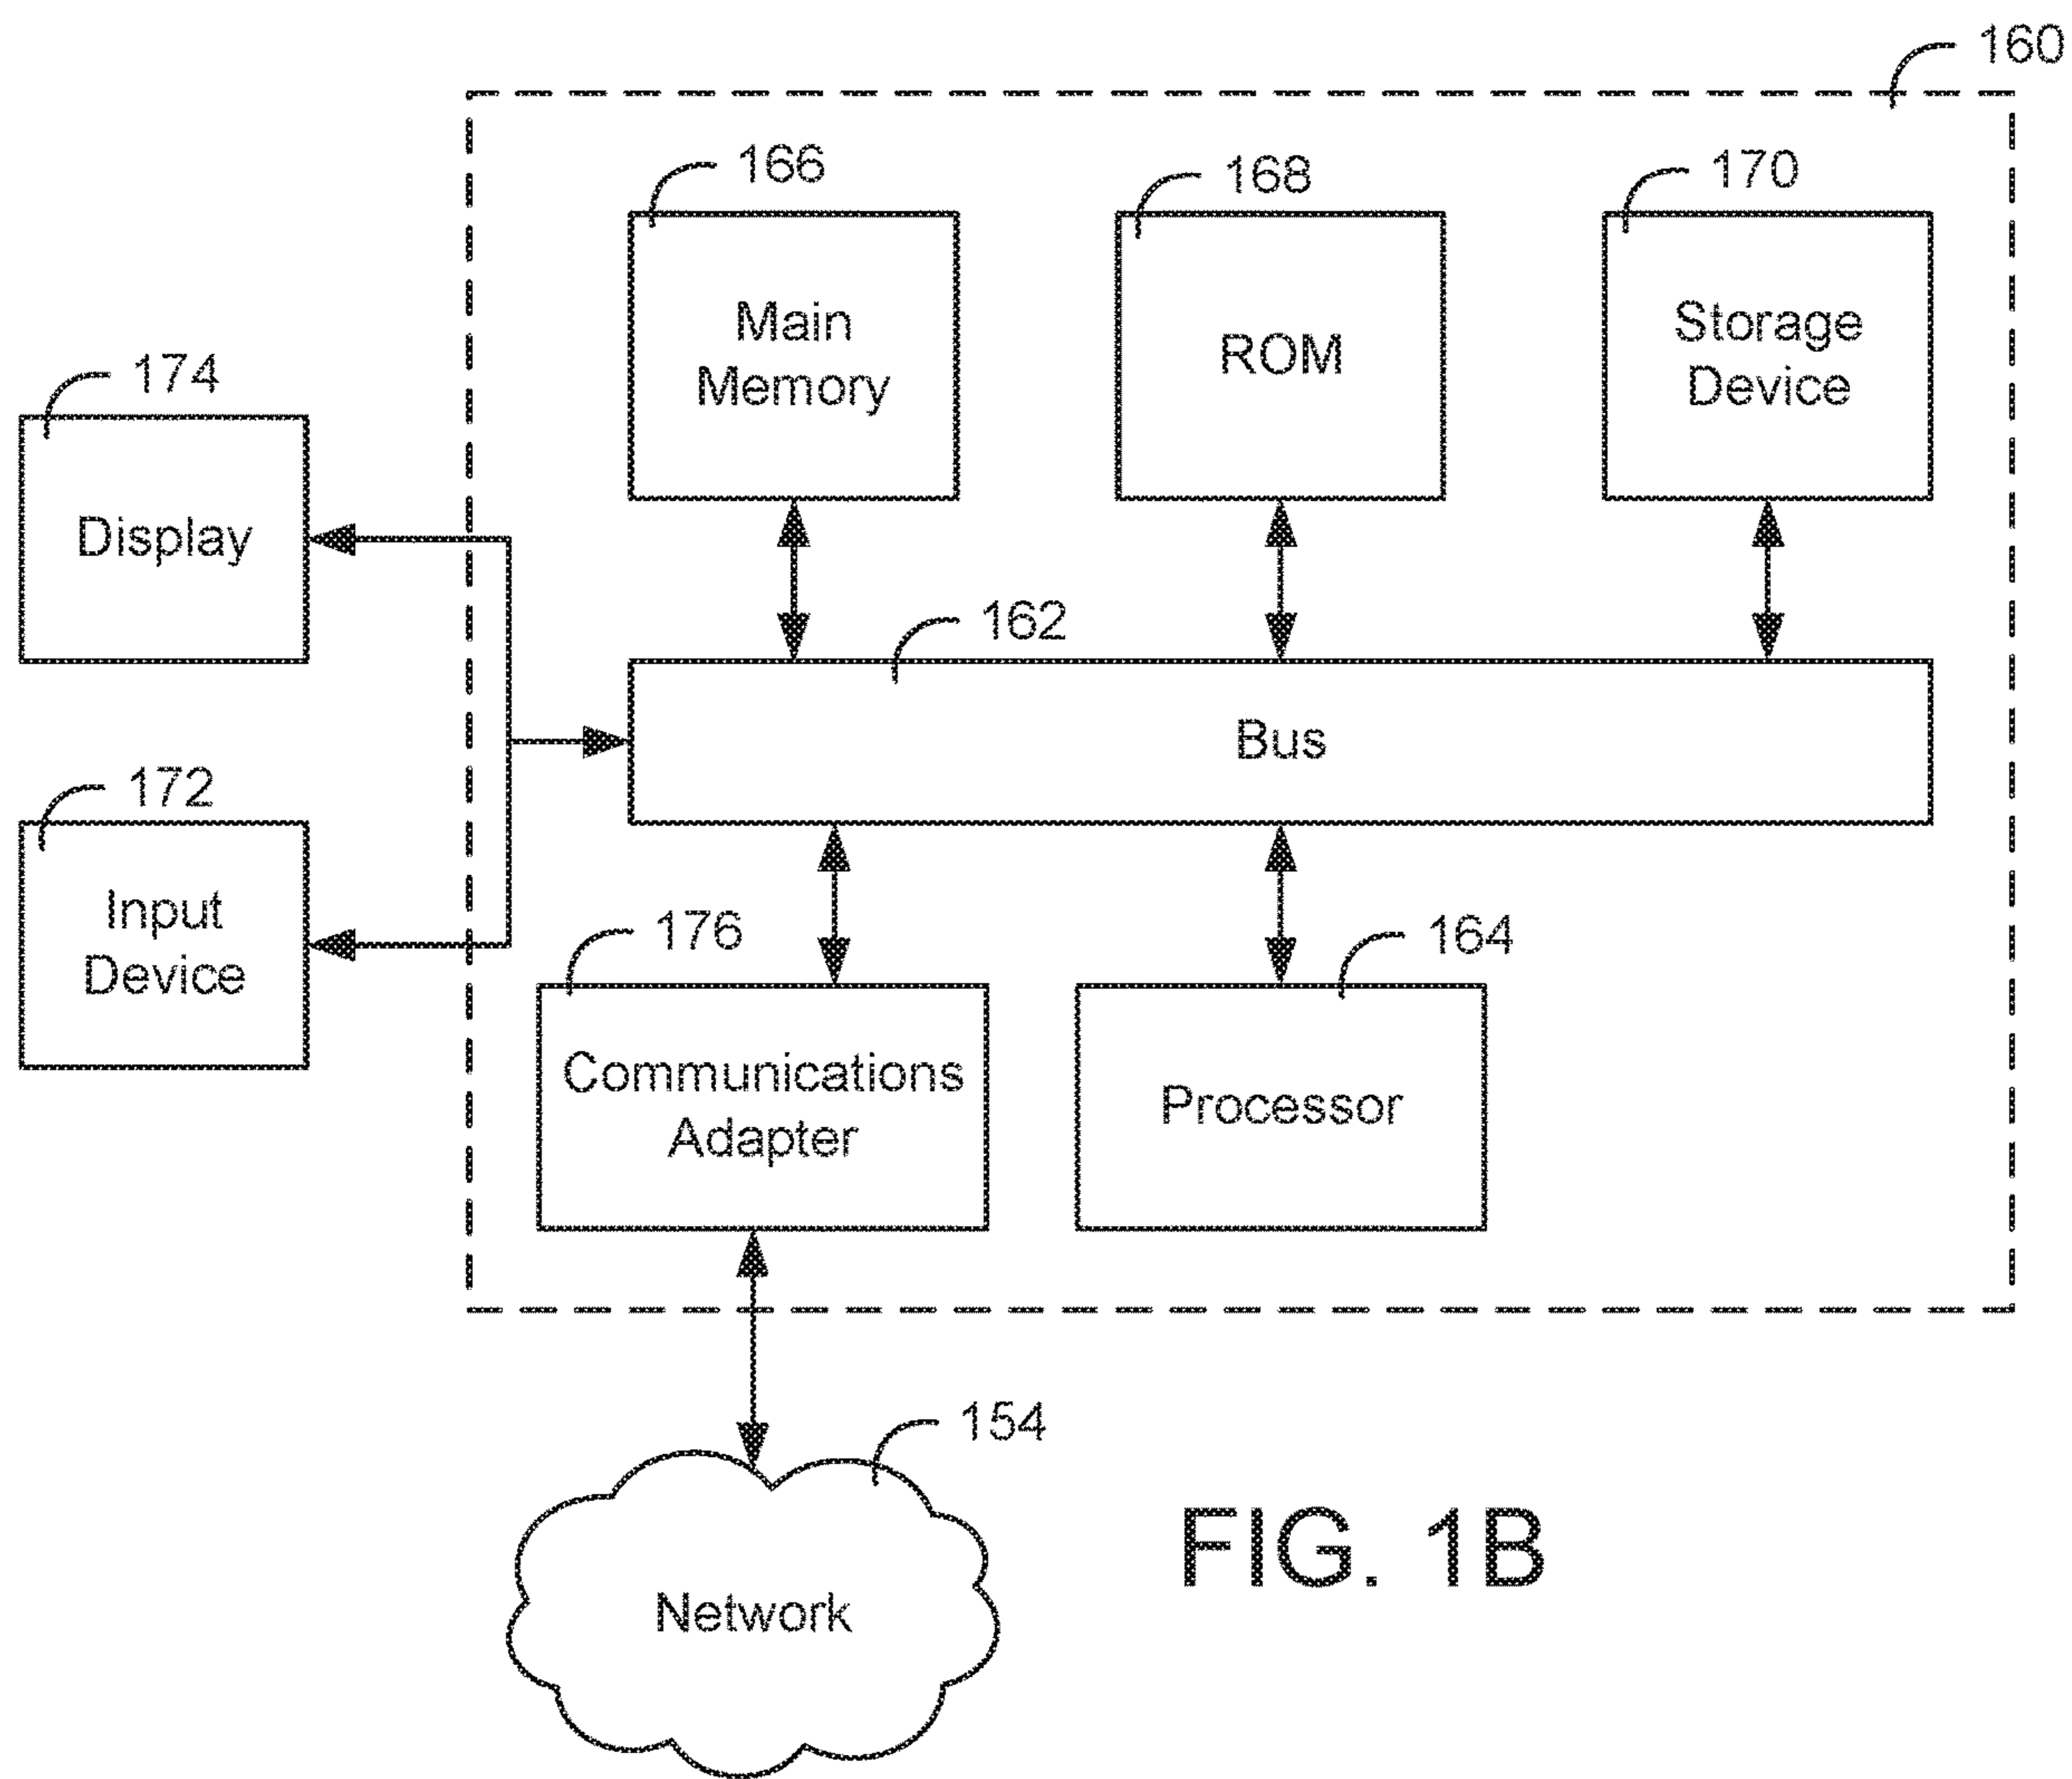 160
166
168
170
Main
Memory
ROM
Storage
Device
174
Display
162
Bus
172
Input
Device
176
164
Communications
Adapter
Processor
154
Network
FIG. 1B